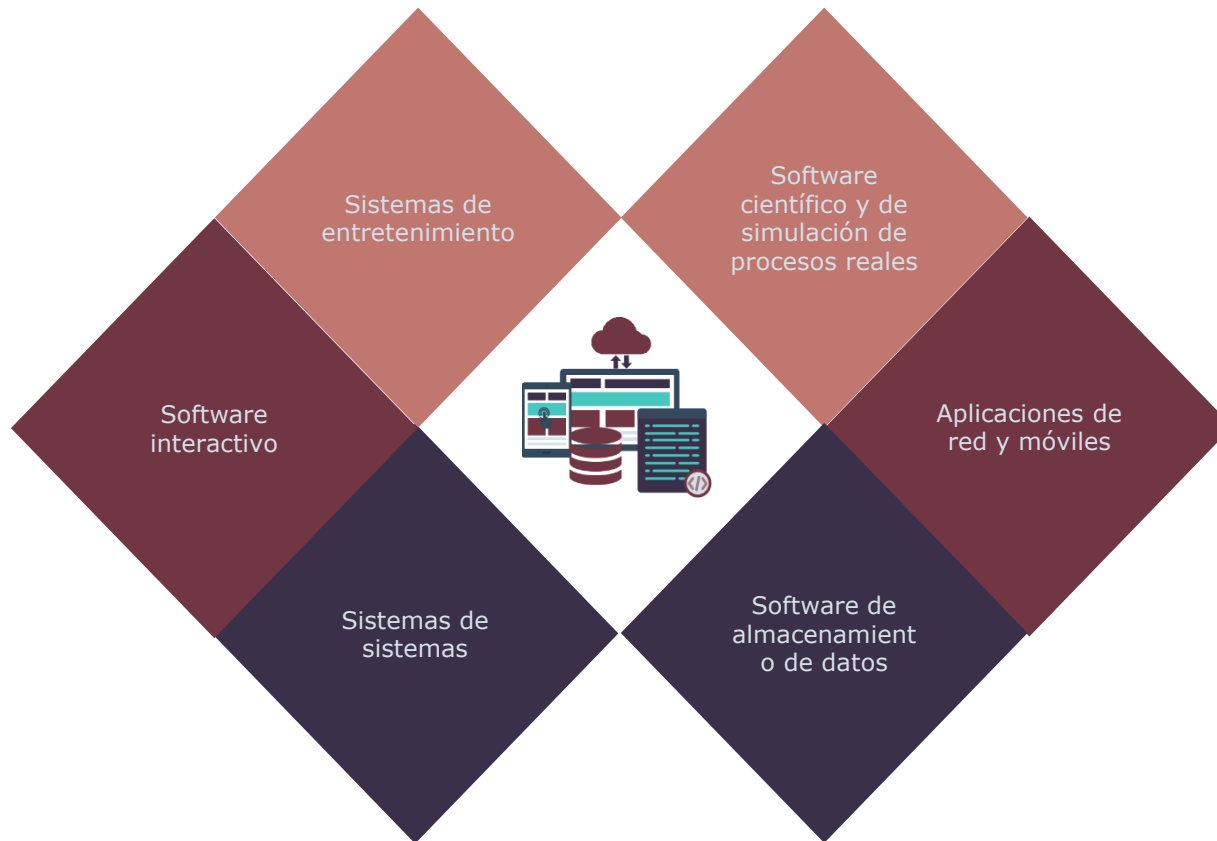 Sistemas de
entretenimiento
Software
científico y de
simulación de
procesos reales
Software
interactivo
Aplicaciones de
red y móviles
Sistemas de
sistemas
Software de
almacenamient
o de datos